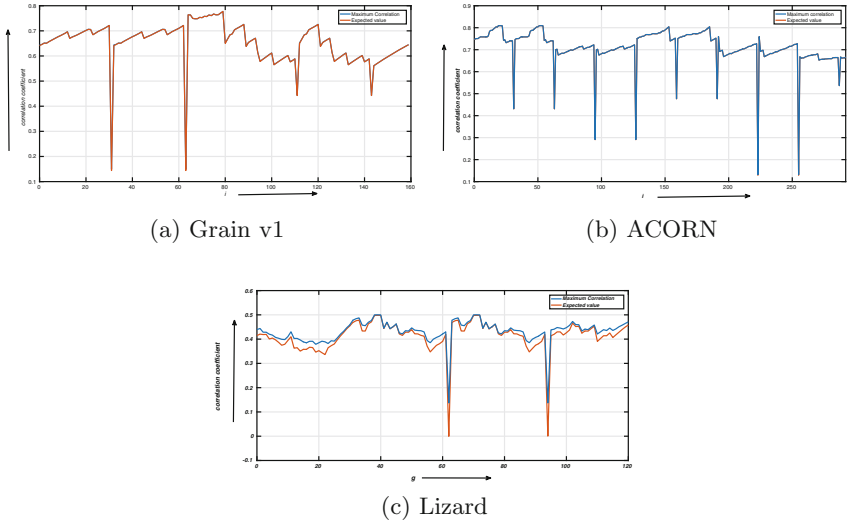 0.8
0.7
0.6
0.5
0.4
0.3
0.2
0.1
correlation coefficient
Maximum Correlation
Expected value
0 20 40 60 80 100 120 140 160
i
(a) Grain v1
0.9
0.8
0.7
0.6
0.5
0.4
0.3
0.2
0.1
correlation coefficient
Maximum correlation
Expected value
0 50 100 150 200 250
i
(b) ACORN
0.6
0.5
0.4
0.3
0.2
0.1
0
-0.1
correlation coefficient
Maximum Correlation
Expected value
0 20 40 60 80 100 120
g
(c) Lizard